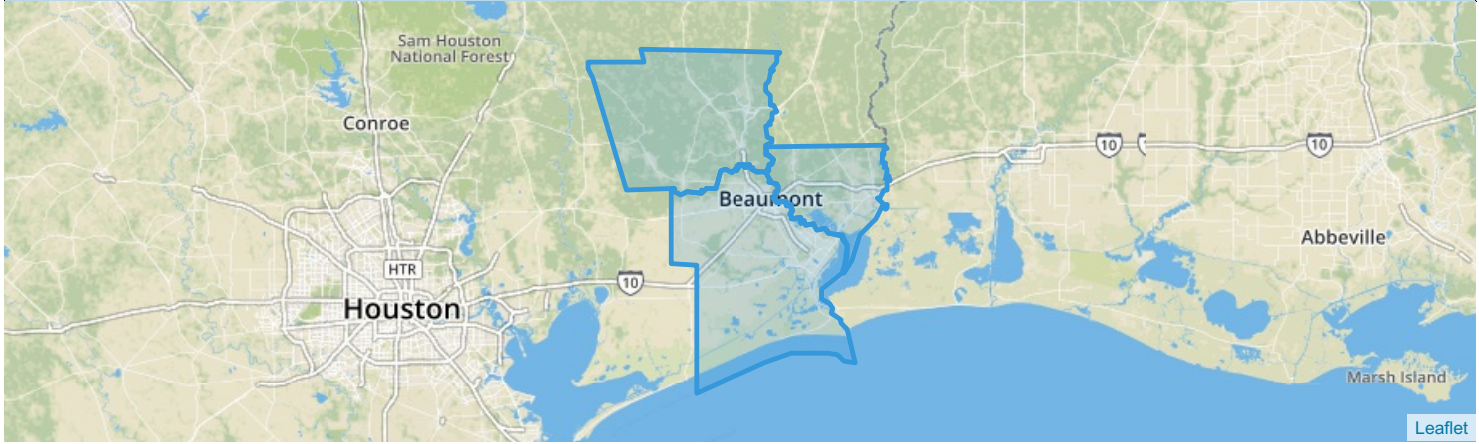 Sam Houston
National Forest
Conroe
10
10
Beaumont
Abbeville
HTR
10
Houston
Marsh Island
Leaflet